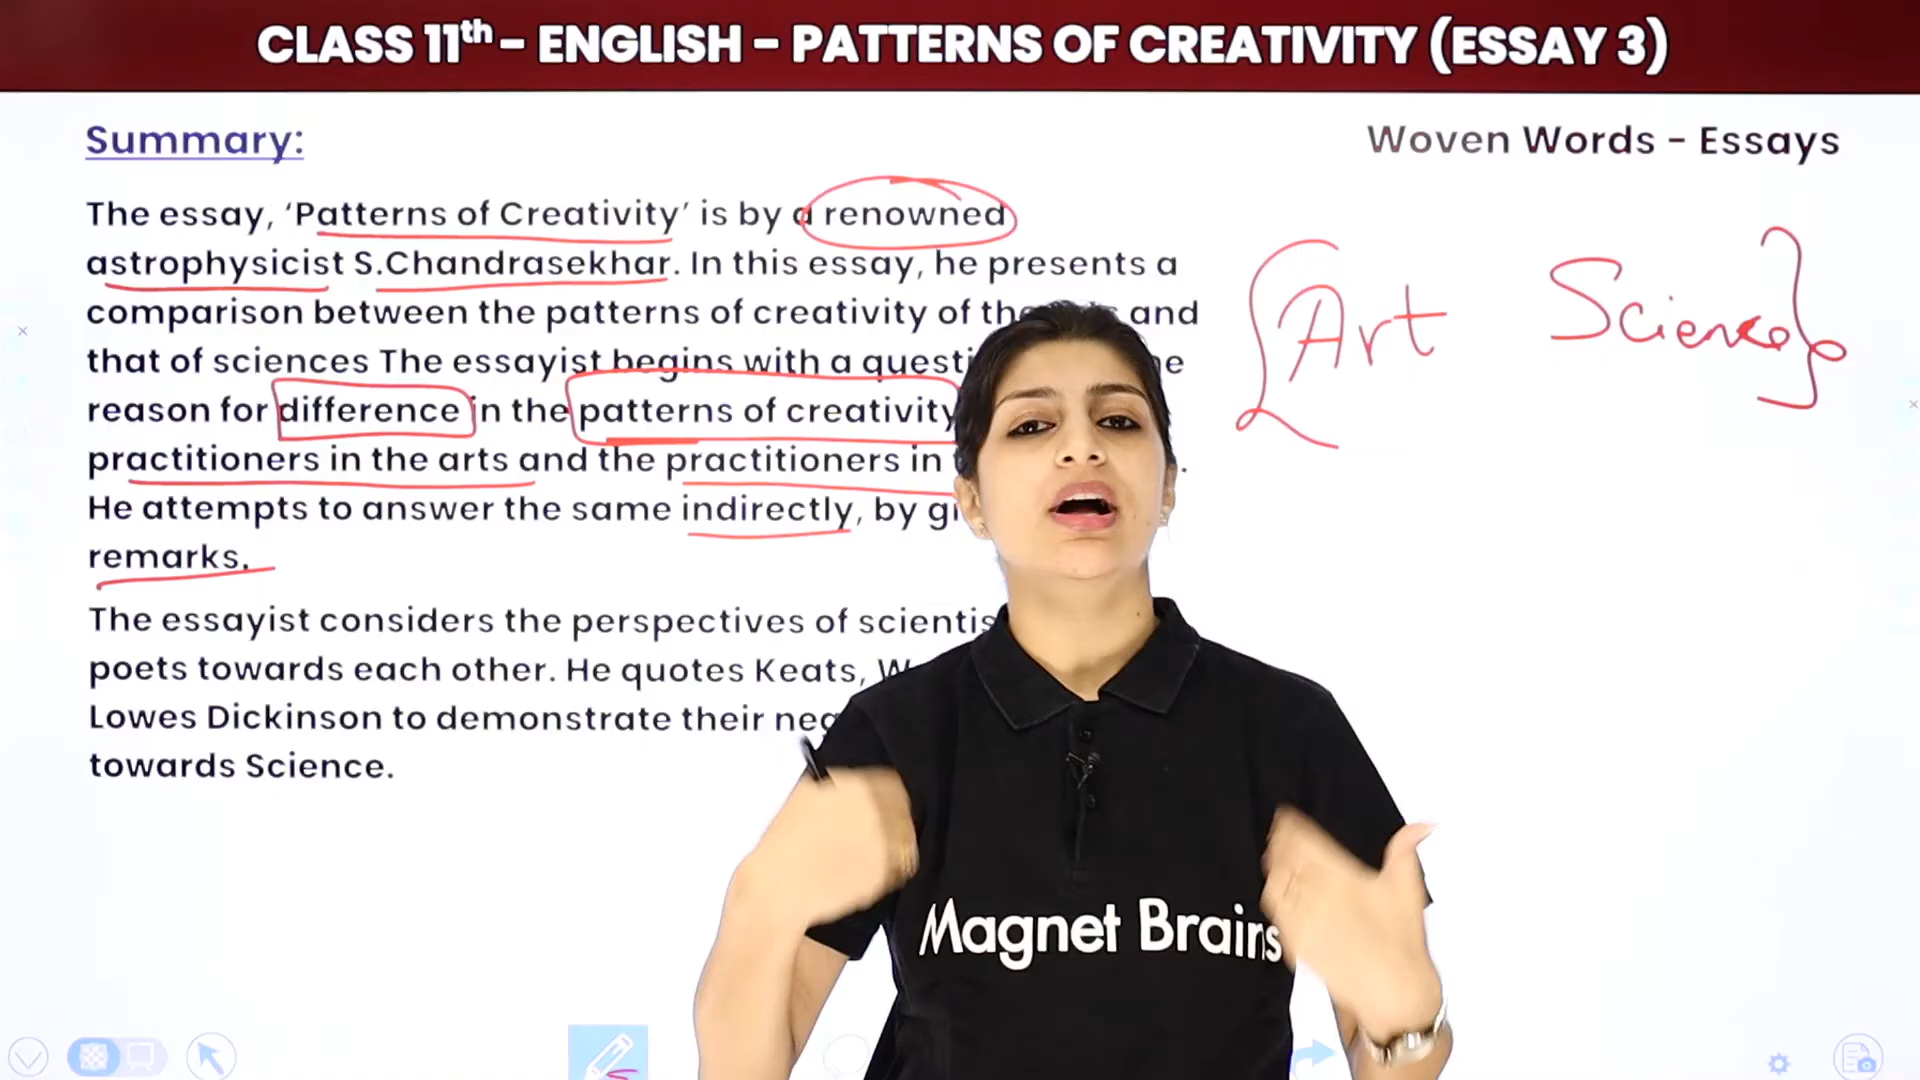 CLASS 11th – ENGLISH – PATTERNS OF CREATIVITY (ESSAY 3)
Summary:
Woven Words – Essays
The essay, ‘Patterns of Creativity’ is by a renowned
astrophysicist S.Chandrasekhar. In this essay, he presents a
comparison between the patterns of creativity of and
that of sciences The essayist begins with a
reason for difference in the patterns of creativity
practitioners in the arts and the practitioners in
He attempts to answer the same indirectly, by
remarks.
The essayist considers the perspectives of
poets towards each other. He quotes Keats,
Lowes Dickinson to demonstrate their
towards Science.
Art Science
Magnet Brains